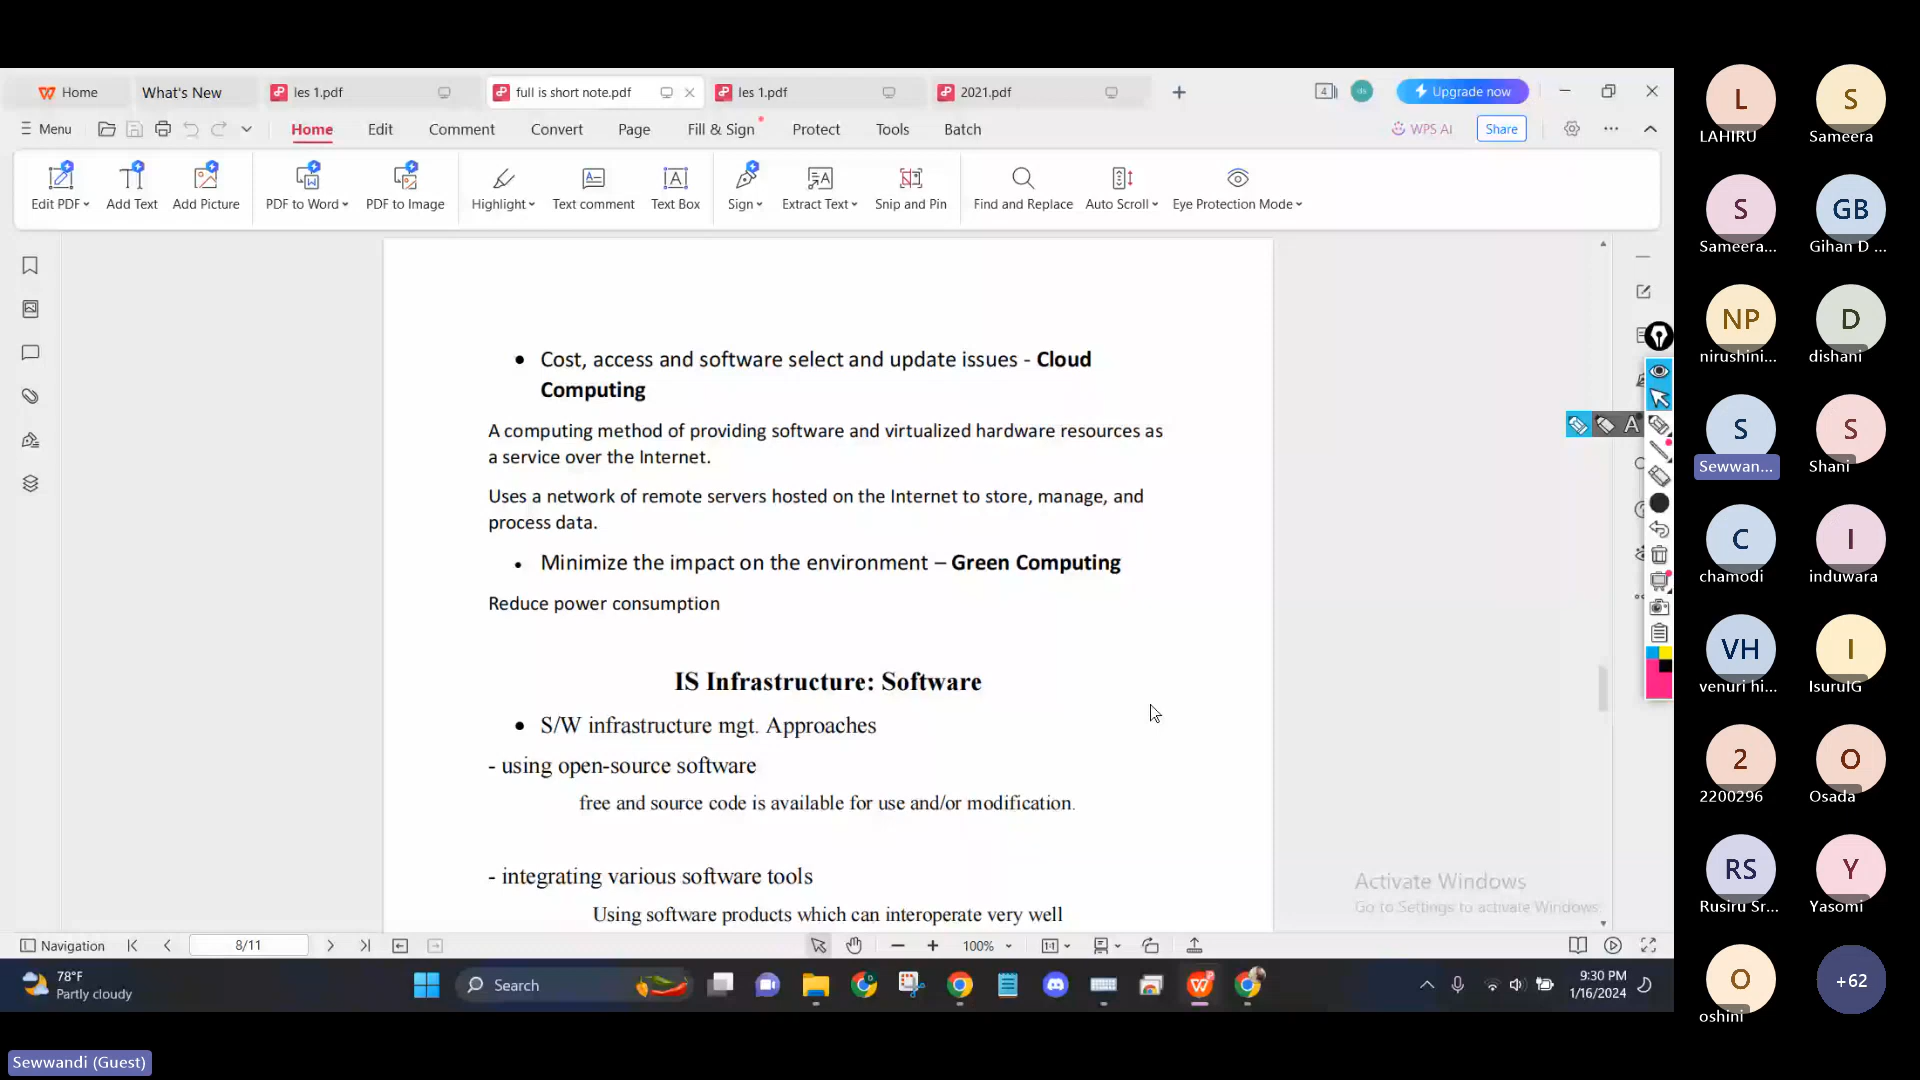 Home
What's New
les 1.pdf
full is short note.pdf
les 1.pdf
2021.pdf
4
ds
Upgrade now
Menu
Home
Edit
Comment
Convert
Page
Fill & Sign
Protect
Tools
Batch
WPS AI
Share
Edit PDF
Add Text
Add Picture
PDF to Word
PDF to Image
Highlight
Text comment
Text Box
Sign
Extract Text
Snip and Pin
Find and Replace
Auto Scroll
Eye Protection Mode
• Cost, access and software select and update issues - Cloud
Computing
A computing method of providing software and virtualized hardware resources as
a service over the Internet.
Uses a network of remote servers hosted on the Internet to store, manage, and
process data.
• Minimize the impact on the environment – Green Computing
Reduce power consumption
IS Infrastructure: Software
• S/W infrastructure mgt. Approaches
- using open-source software
free and source code is available for use and/or modification.
- integrating various software tools
Using software products which can interoperate very well
Activate Windows
Go to Settings to activate Windows.
Navigation
8/11
100%
78°F
Partly cloudy
Search
9:30 PM
1/16/2024
Sewwandi (Guest)
L
LAHIRU
S
Sameera
S
Sameera...
GB
Gihan D ...
NP
nirushini...
D
dishani
S
Sewwan...
S
Shani
C
chamodi
I
induwara
VH
venuri hi...
I
IsuruIG
2
2200296
O
Osada
RS
Rusiru Sr...
Y
Yasomi
O
oshini
+62